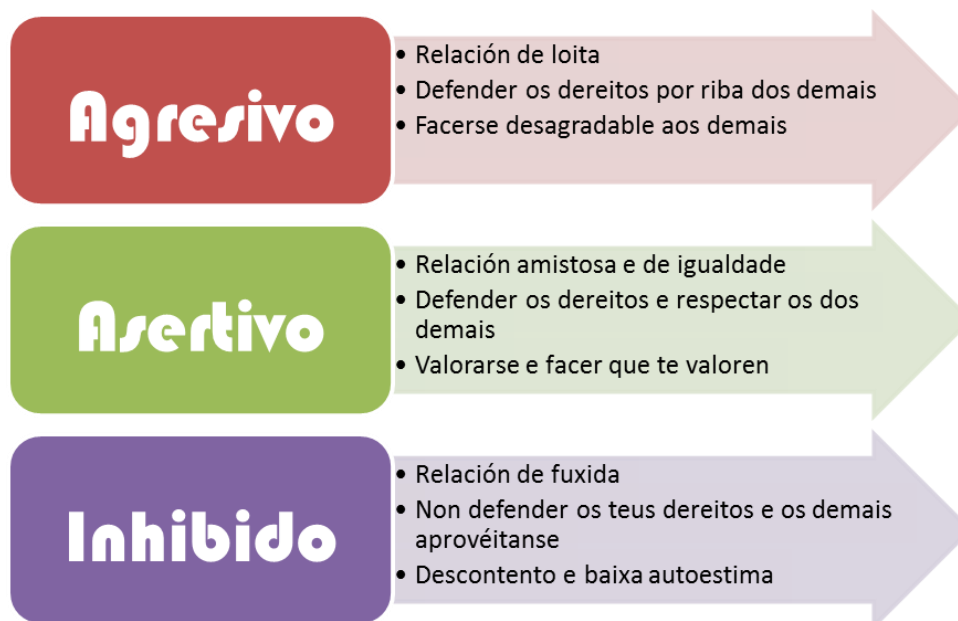 Agresivo
• Relación de loita
• Defender os dereitos por riba dos demais
• Facerse desagradable aos demais
Asertivo
• Relación amistosa e de igualdade
• Defender os dereitos e respectar os dos
demais
• Valorarse e facer que te valoren
Inhibido
• Relación de fuxida
• Non defender os teus dereitos e os demais
aprovéitanse
• Descontento e baixa autoestima